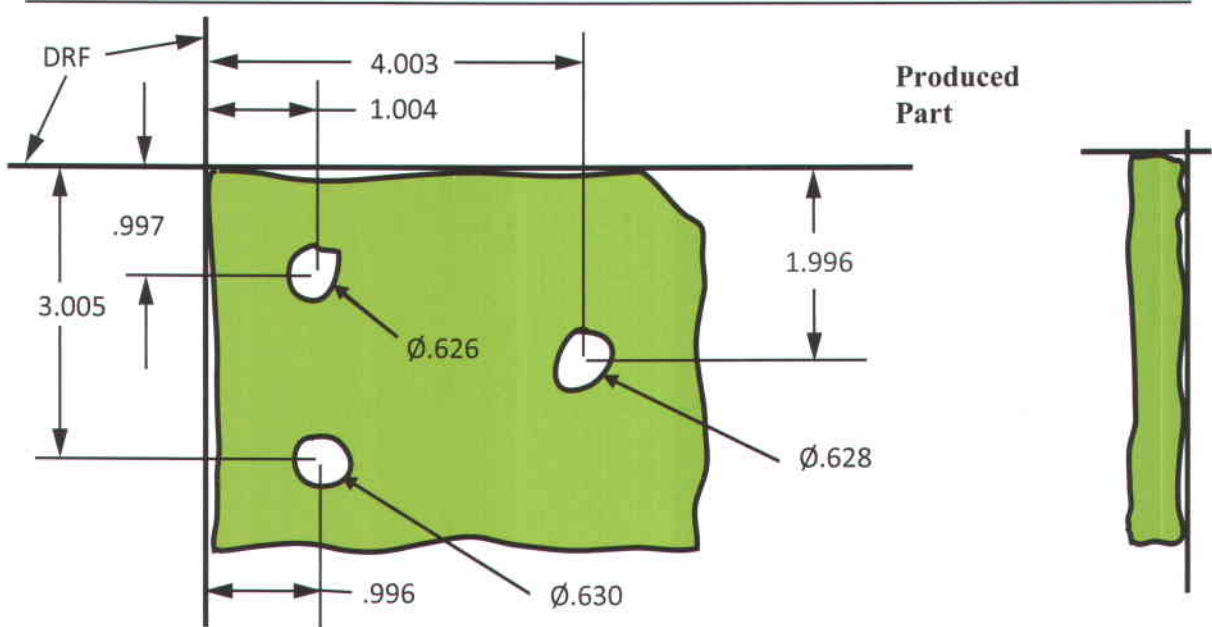 DRF
4.003
1.004
Produced
Part
.997
1.996
3.005
Ø.626
Ø.628
.996
Ø.630